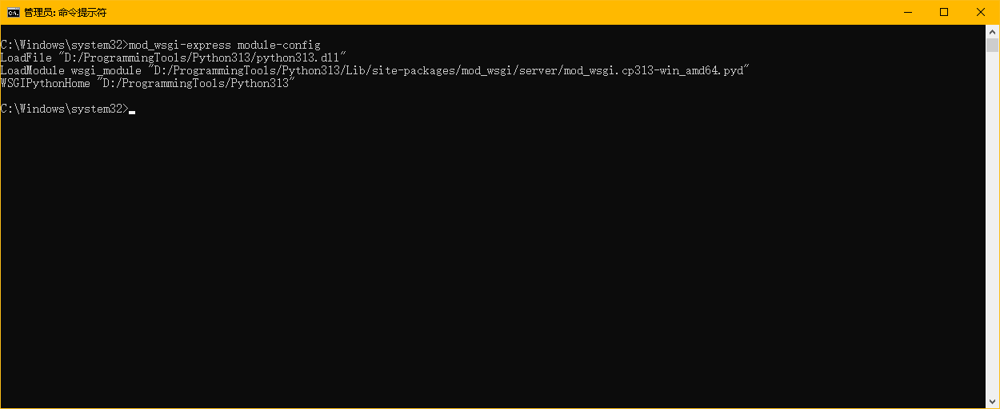 管理员: 命令提示符
C:\Windows\system32>mod_wsgi-express module-config
LoadFile "D:/ProgrammingTools/Python313/python313.dll"
LoadModule wsgi_module "D:/ProgrammingTools/Python313/Lib/site-packages/mod_wsgi/server/mod_wsgi.cp313-win_amd64.pyd"
WSGIPythonHome "D:/ProgrammingTools/Python313"
C:\Windows\system32>